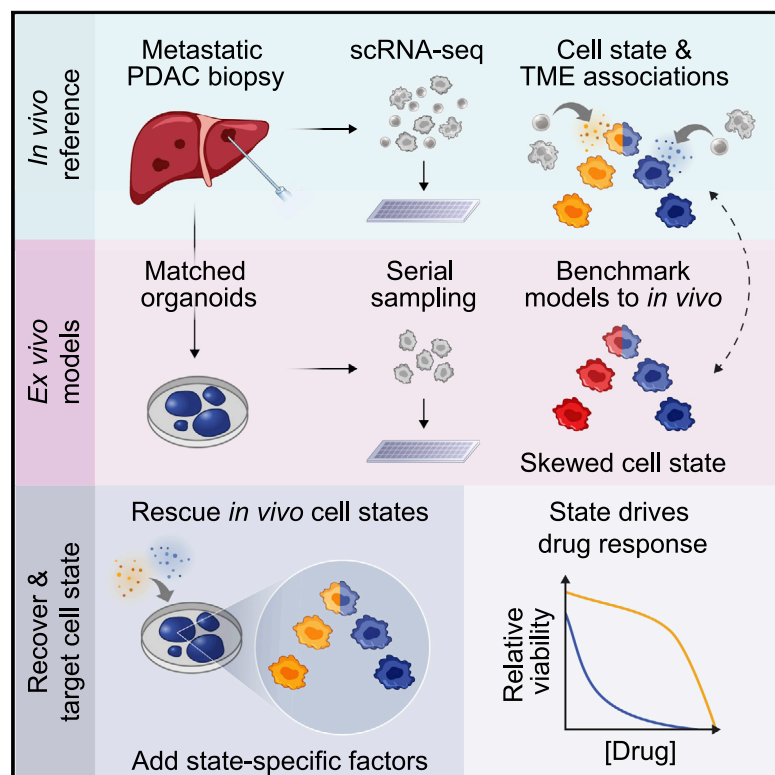 In vivo
reference
Metastatic
PDAC biopsy
scRNA-seq
Cell state &
TME associations
Ex vivo
models
Matched
organoids
Serial
sampling
Benchmark
models to in vivo
Skewed cell state
Recover &
target cell state
Rescue in vivo cell states
Add state-specific factors
State drives
drug response
Relative
viability
[Drug]